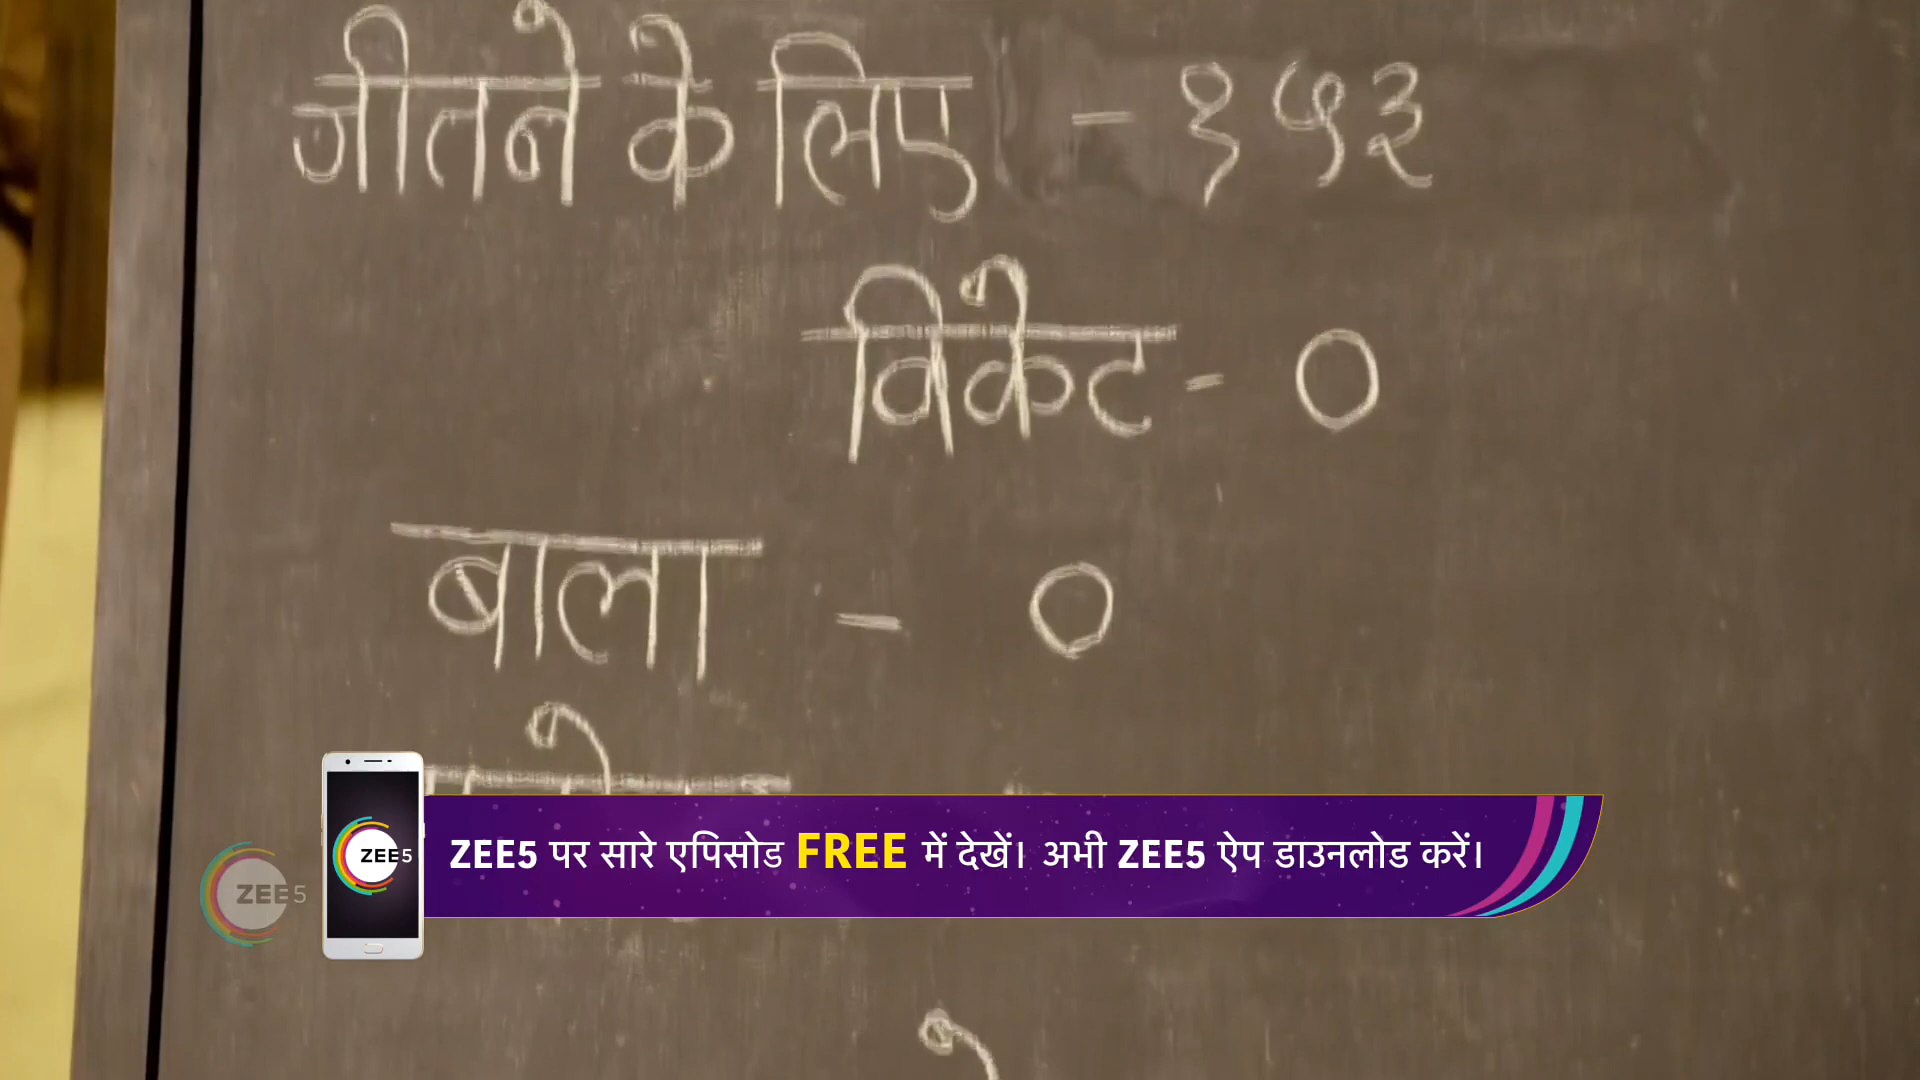 जीतने के लिए - १५३
विकेट - ०
बाला - ०
ZEE5 पर सारे एपिसोड FREE में देखें। अभी ZEE5 ऐप डाउनलोड करें।
ZEE5
ZEE5